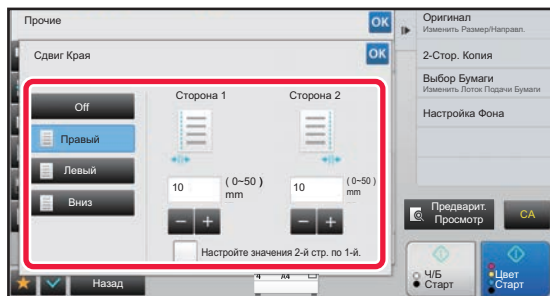 Прочие
OK
Сдвиг Края
OK
Off
Правый
Левый
Вниз
Сторона 1
Сторона 2
10
(0~50)
mm
10
(0~50)
mm
Настройте значения 2-й стр. по 1-й.
Назад
A4
Оригинал
Изменить Размер/Направл.
2-Стор. Копия
Выбор Бумаги
Изменить Лоток Подачи Бумаги
Настройка Фона
Предварит.
Просмотр
CA
Ч/Б
Старт
Цвет
Старт